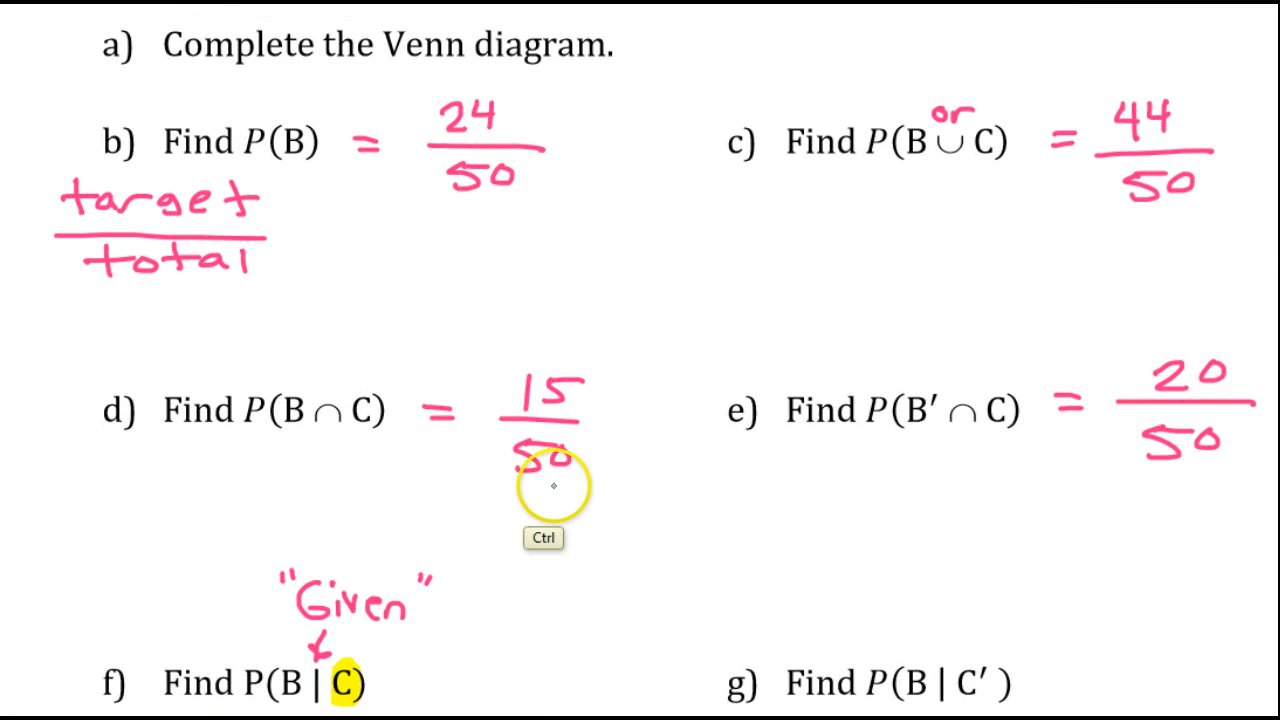 a) Complete the Venn diagram.
b) Find P(B) = 24/50
target/total
c) Find P(B ∪ C) = 44/50
or
d) Find P(B ∩ C) = 15/50
e) Find P(B′ ∩ C) = 20/50
Ctrl
"Given"
f) Find P(B | C)
g) Find P(B | C′ )